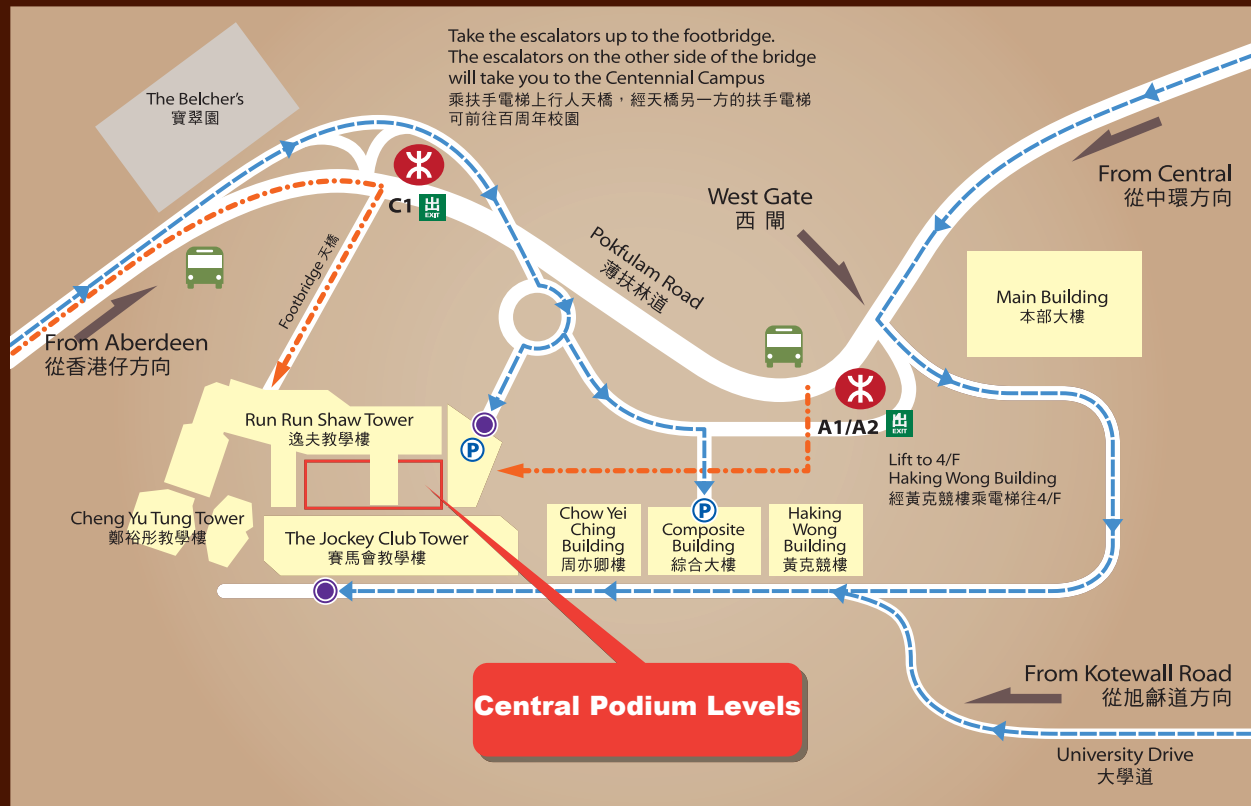 Take the escalators up to the footbridge.
The escalators on the other side of the bridge
will take you to the Centennial Campus
乘扶手電梯上行人天橋，經天橋另一方的扶手電梯
可前往百周年校園
The Belcher's
寶翠園
From Central
從中環方向
West Gate
西閘
C1
出
EXIT
Pokfulam Road
薄扶林道
Footbridge 天橋
Main Building
本部大樓
From Aberdeen
從香港仔方向
A1/A2
出
EXIT
Run Run Shaw Tower
逸夫教學樓
P
Lift to 4/F
Haking Wong Building
經黃克競樓乘電梯往4/F
Cheng Yu Tung Tower
鄭裕彤教學樓
The Jockey Club Tower
賽馬會教學樓
Chow Yei
Ching
Building
周亦卿樓
P
Composite
Building
綜合大樓
Haking
Wong
Building
黃克競樓
Central Podium Levels
From Kotewall Road
從旭龢道方向
University Drive
大學道